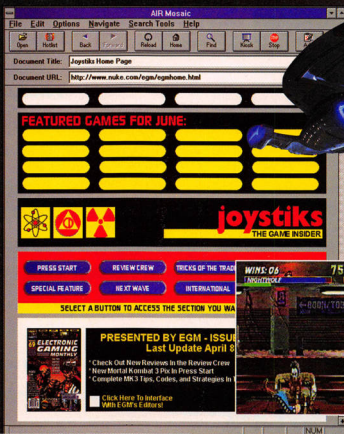 AIR Mosaic
File Edit Options Navigate Search Tools Help
Open Hotlist Back Forward Reload Home Find Kiosk Stop
Document Title: Joystiks Home Page
Document URL: http://www.nuke.com/egm/egmhome.html
FEATURED GAMES FOR JUNE:
joystiks
THE GAME INSIDER
PRESS START REVIEW CREW TRICKS OF THE TRAD
SPECIAL FEATURE NEXT WAVE INTERNATIONAL
SELECT A BUTTON TO ACCESS THE SECTION YOU WA
WINS: 06 75
NIGHTWOLF
ELECTRONIC
GAMING
MONTHLY
PRESENTED BY EGM - ISSU
Last Update April 8
* Check Out New Reviews In the Review Crew
* New Mortal Kombat 3 Pix In Press Start
* Complete MK3 Tips, Codes, and Strategies In
Click Here To Interface
With EGM's Editors!
NUM